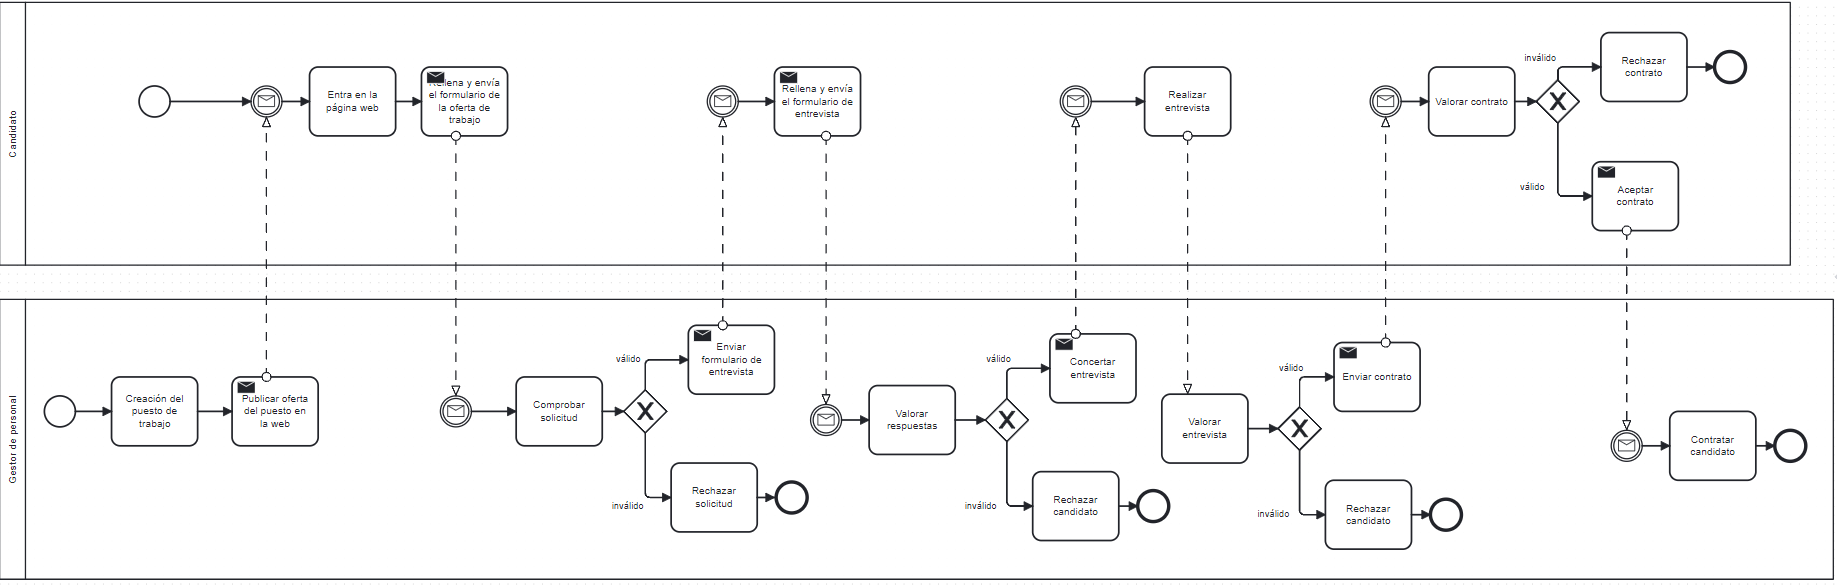 Candidato
Entra en la
página web
Rellena y envía
el formulario de
la oferta de
trabajo
Rellena y envía
el formulario de
entrevista
Realizar
entrevista
Valorar contrato
inválido
Rechazar
contrato
válido
Aceptar
contrato
Gestor de personal
Creación del
puesto de
trabajo
Publicar oferta
del puesto en
la web
Comprobar
solicitud
válido
Enviar
formulario de
entrevista
inválido
Rechazar
solicitud
Valorar
respuestas
válido
Concertar
entrevista
inválido
Rechazar
candidato
Valorar
entrevista
válido
Enviar contrato
inválido
Rechazar
candidato
Contratar
candidato